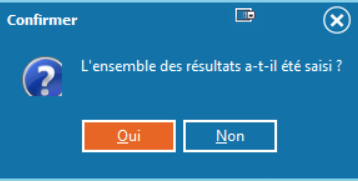 Confirmer
L'ensemble des résultats a-t-il été saisi ?
Oui
Non